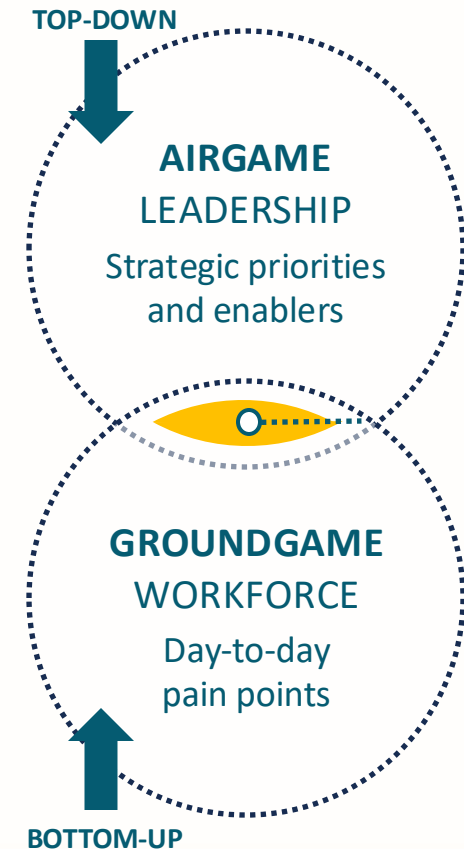 TOP-DOWN
AIRGAME
LEADERSHIP
Strategic priorities
and enablers
GROUNDGAME
WORKFORCE
Day-to-day
pain points
BOTTOM-UP